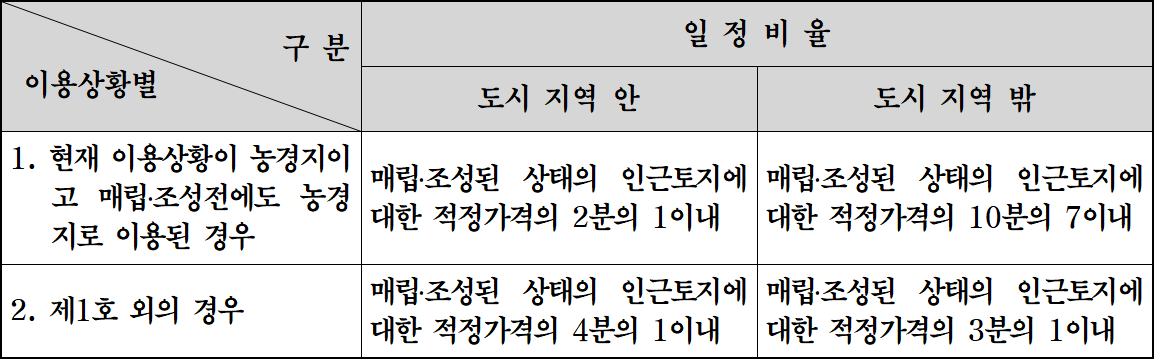 구 분
이용상황별
일 정 비 율
도시 지역 안
도시 지역 밖
1. 현재 이용상황이 농경지이
고 매립·조성전에도 농경
지로 이용된 경우
매립·조성된 상태의 인근토지에
대한 적정가격의 2분의 1이내
매립·조성된 상태의 인근토지에
대한 적정가격의 10분의 7이내
2. 제1호 외의 경우
매립·조성된 상태의 인근토지에
대한 적정가격의 4분의 1이내
매립·조성된 상태의 인근토지에
대한 적정가격의 3분의 1이내